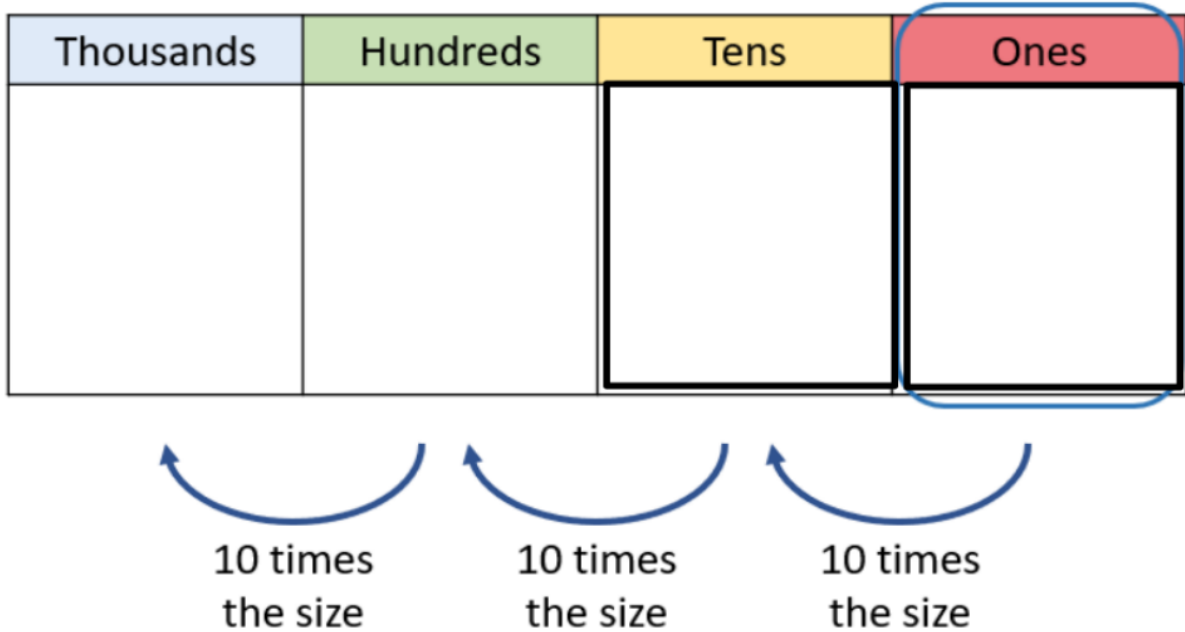 Thousands Hundreds Tens Ones
10 times 10 times 10 times
the size the size the size